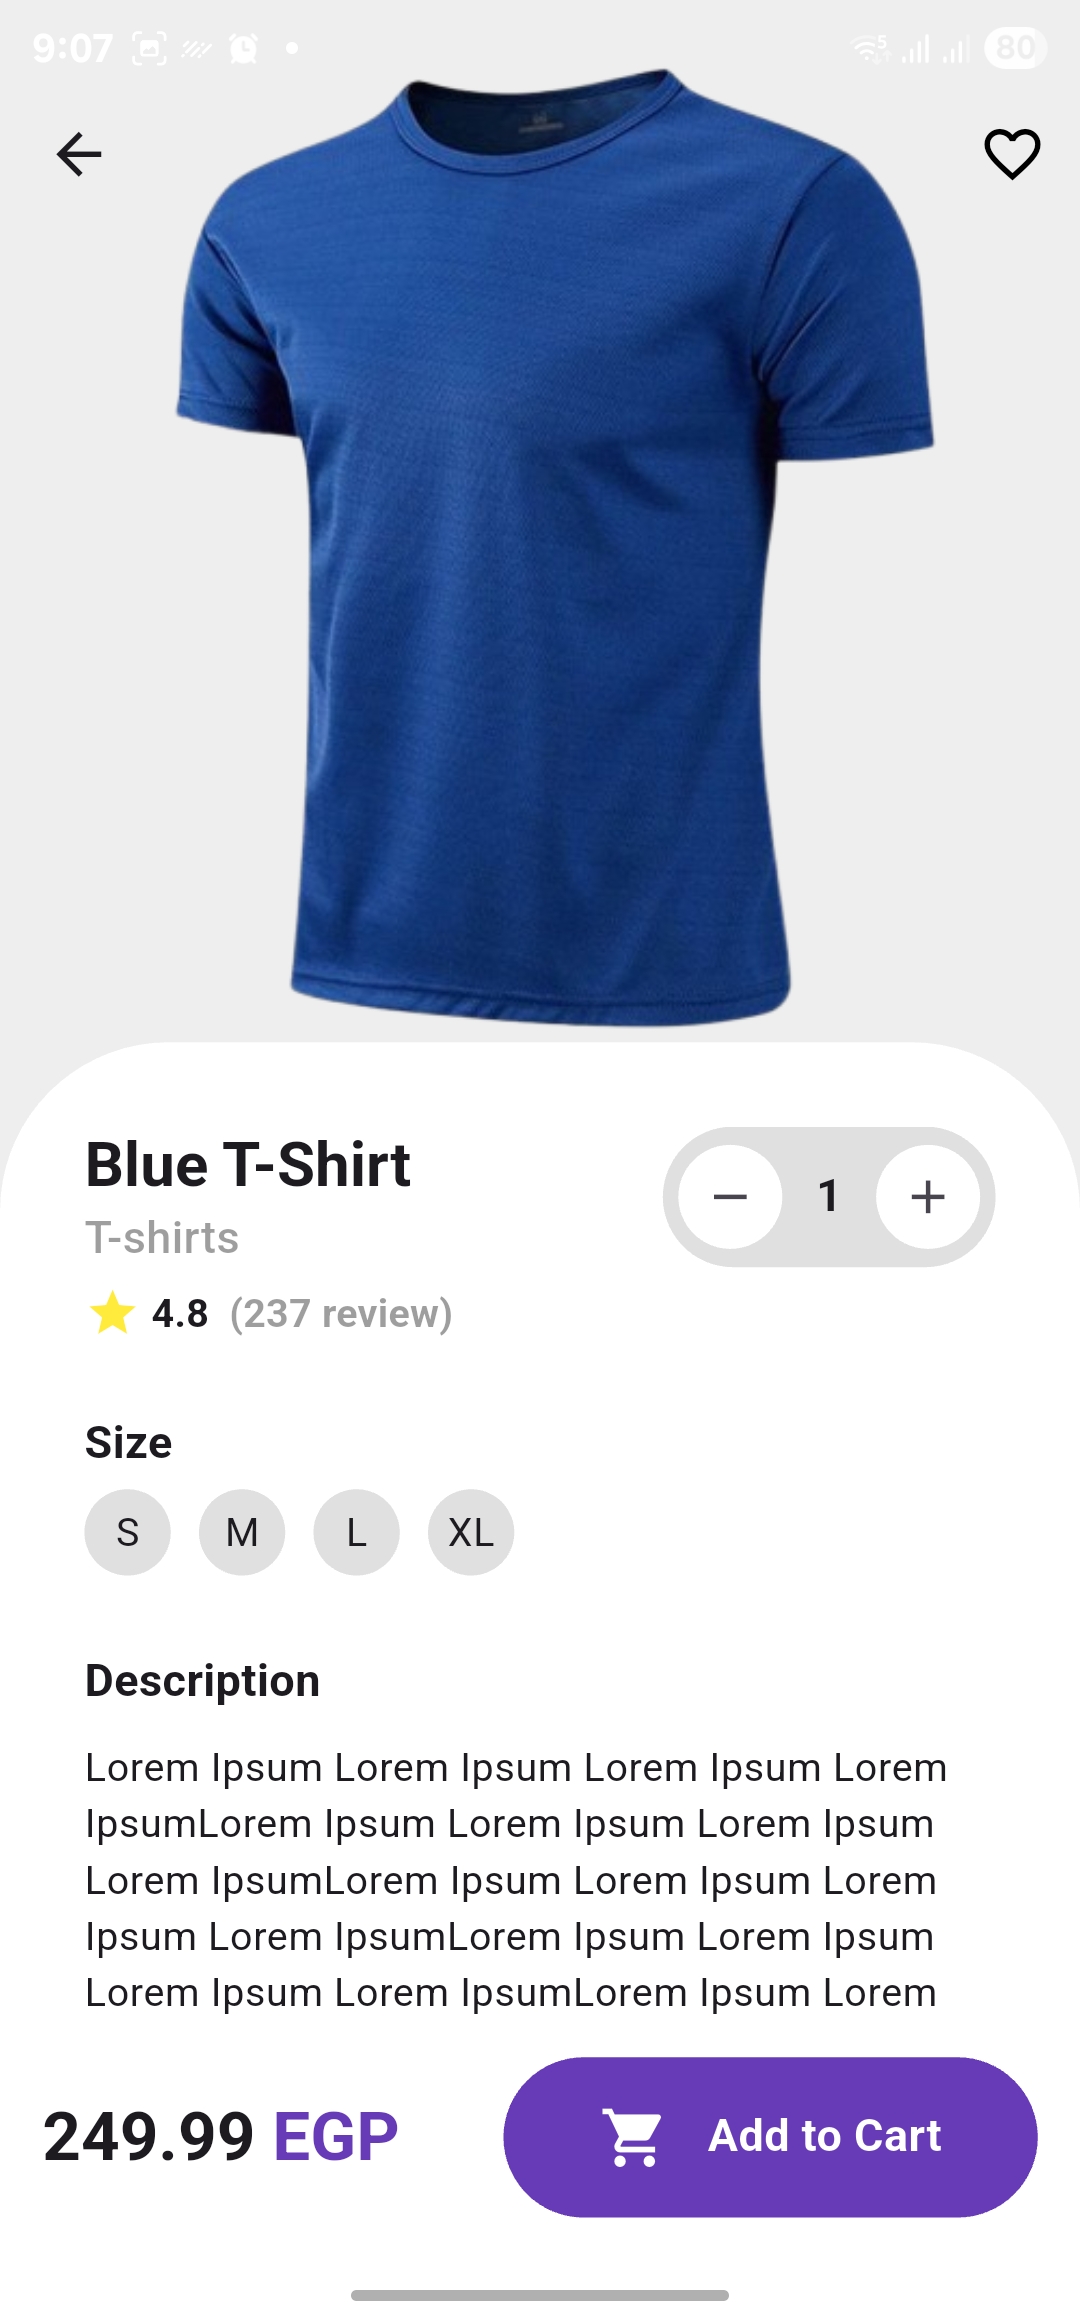 9:07
5
80
Blue T-Shirt
T-shirts
1
4.8 (237 review)
Size
S M L XL
Description
Lorem Ipsum Lorem Ipsum Lorem Ipsum Lorem
IpsumLorem Ipsum Lorem Ipsum Lorem Ipsum
Lorem IpsumLorem Ipsum Lorem Ipsum Lorem
Ipsum Lorem IpsumLorem Ipsum Lorem Ipsum
Lorem Ipsum Lorem IpsumLorem Ipsum Lorem
249.99 EGP
Add to Cart